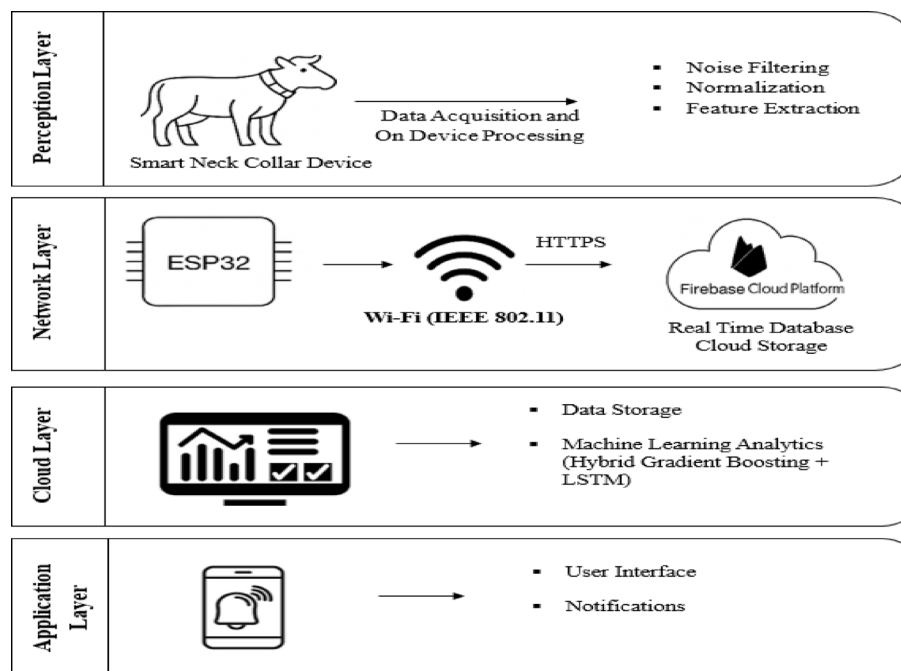 Perception Layer
Smart Neck Collar Device
Data Acquisition and
On Device Processing
▪ Noise Filtering
▪ Normalization
▪ Feature Extraction
Network Layer
ESP32
Wi-Fi (IEEE 802.11)
HTTPS
Firebase Cloud Platform
Real Time Database
Cloud Storage
Cloud Layer
▪ Data Storage
▪ Machine Learning Analytics
(Hybrid Gradient Boosting +
LSTM)
Application
Layer
▪ User Interface
▪ Notifications